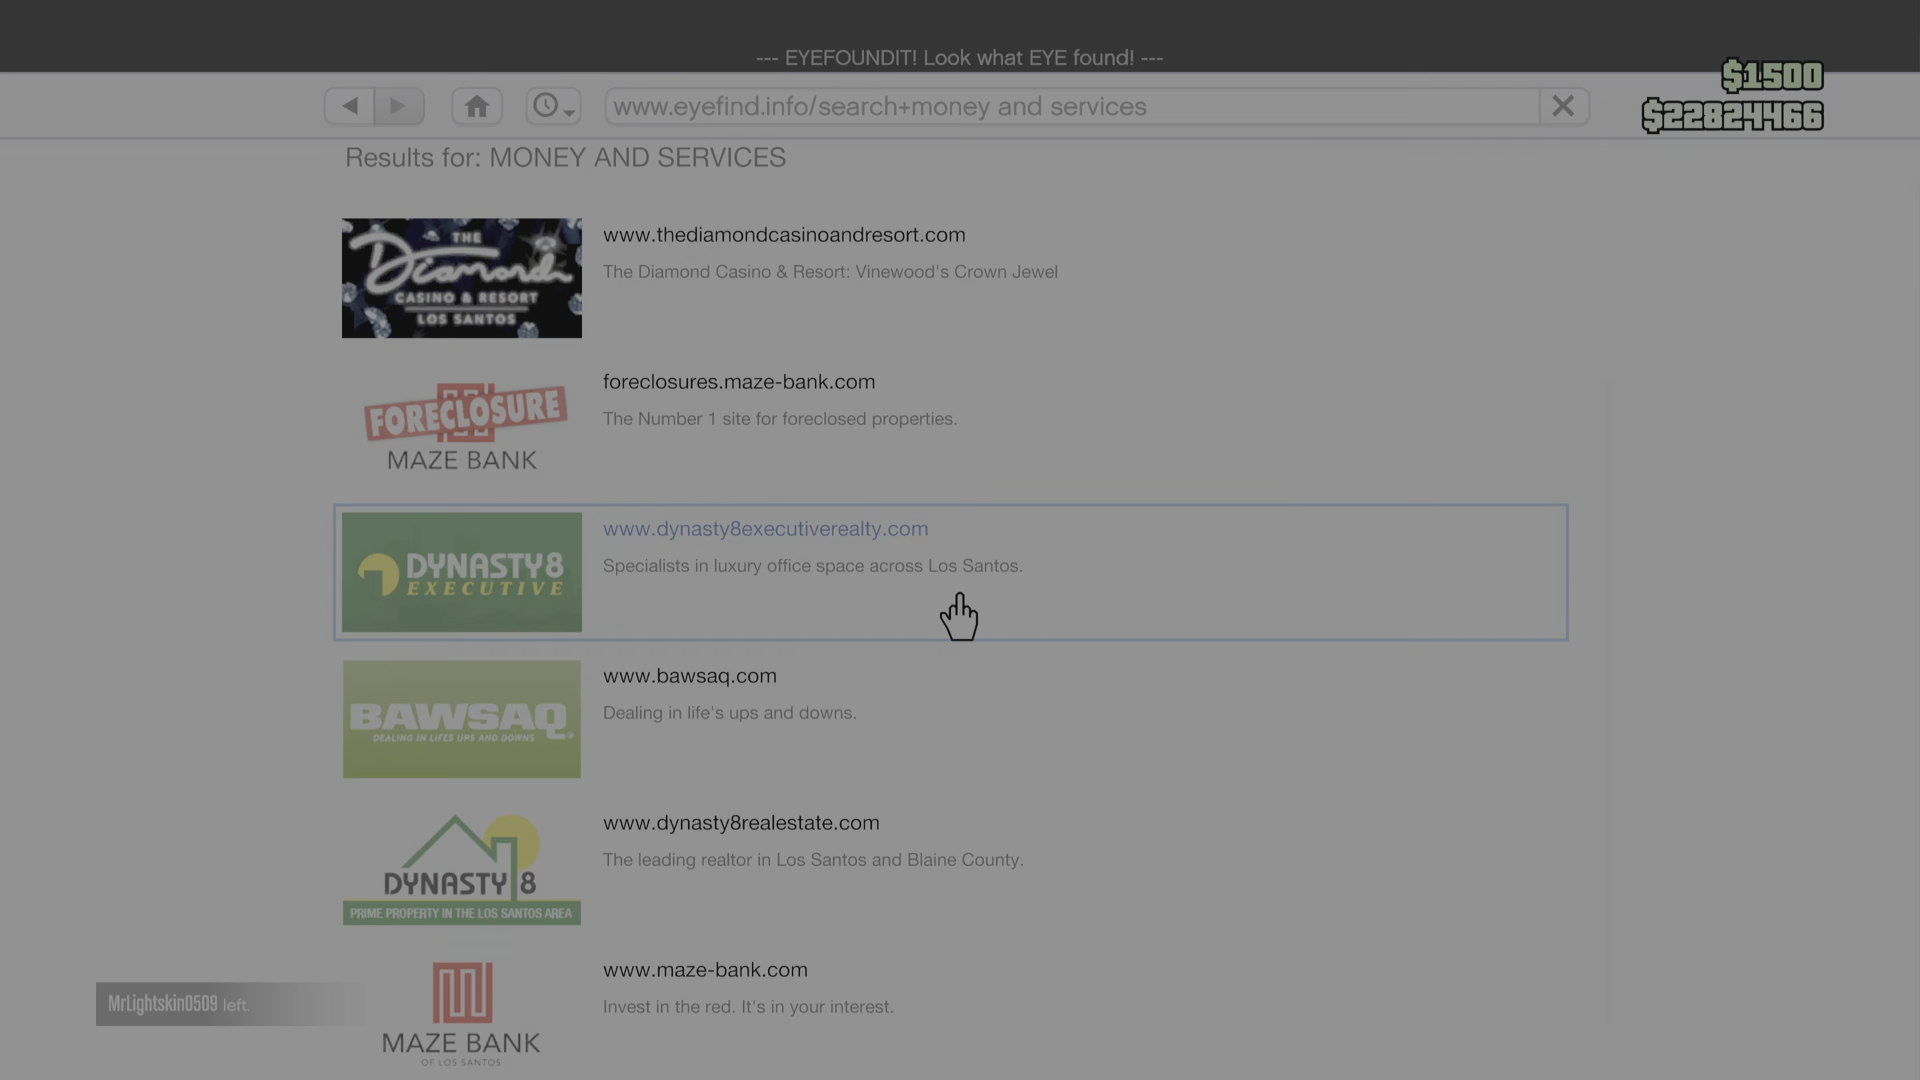 --- EYEFOUNDIT! Look what EYE found! ---
$1500
www.eyefind.info/search+money and services
$22824466
Results for: MONEY AND SERVICES
THE
Diamond
CASINO & RESORT
LOS SANTOS
www.thediamondcasinoandresort.com
The Diamond Casino & Resort: Vinewood's Crown Jewel
FORECLOSURE
MAZE BANK
foreclosures.maze-bank.com
The Number 1 site for foreclosed properties.
DYNASTY8
EXECUTIVE
www.dynasty8executiverealty.com
Specialists in luxury office space across Los Santos.
BAWSAQ
DEALING IN LIFES UPS AND DOWNS
www.bawsaq.com
Dealing in life's ups and downs.
DYNASTY 8
PRIME PROPERTY IN THE LOS SANTOS AREA
www.dynasty8realestate.com
The leading realtor in Los Santos and Blaine County.
MAZE BANK
OF LOS SANTOS
www.maze-bank.com
Invest in the red. It's in your interest.
MrLightskin0509 left.